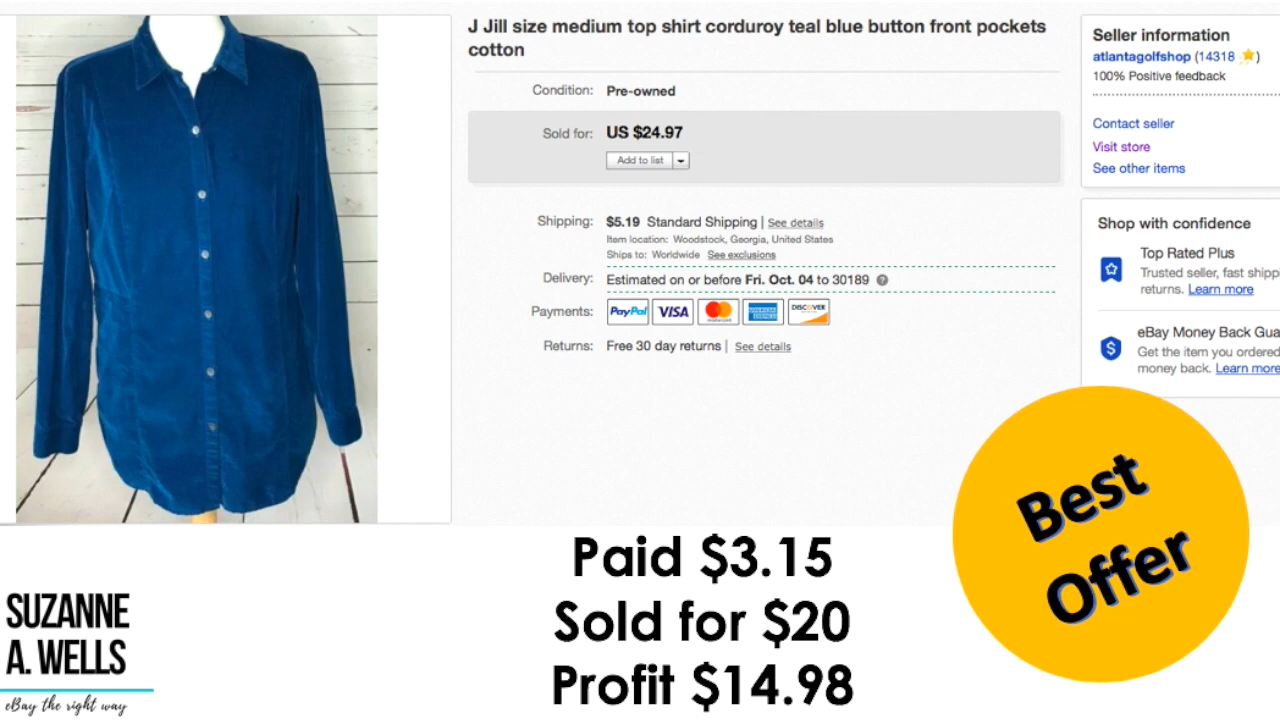 J Jill size medium top shirt corduroy teal blue button front pockets
cotton
Condition: Pre-owned
Sold for: US $24.97
Add to list
Shipping: $5.19 Standard Shipping | See details
Item location: Woodstock, Georgia, United States
Ships to: Worldwide See exclusions
Delivery: Estimated on or before Fri. Oct. 04 to 30189 ?
Payments: PayPal VISA mastercard AMERICAN EXPRESS DISCOVER
Returns: Free 30 day returns | See details
Seller information
atlantagolfshop (14318 )
100% Positive feedback
Contact seller
Visit store
See other items
Shop with confidence
Top Rated Plus
Trusted seller, fast shipp
returns. Learn more
eBay Money Back Gua
Get the item you ordered
money back. Learn more
Best
Offer
Paid $3.15
Sold for $20
Profit $14.98
SUZANNE
A. WELLS
eBay the right way